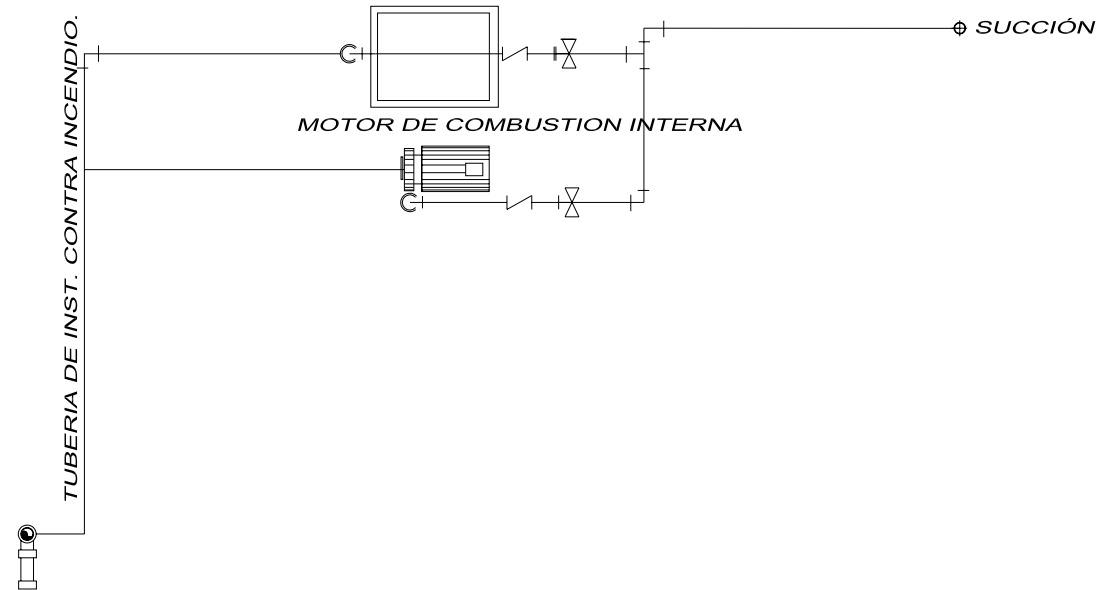 SUCCIÓN
MOTOR DE COMBUSTION INTERNA
TUBERIA DE INST. CONTRA INCENDIO.